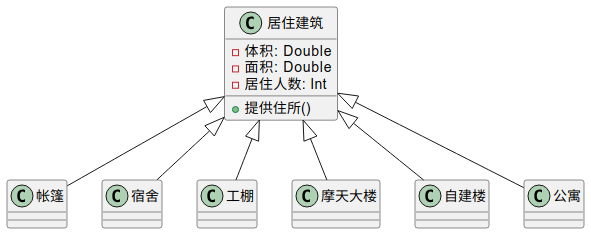 C 居住建筑
体积: Double
面积: Double
居住人数: Int
提供住所()
C 帐篷
C 宿舍
C 工棚
C 摩天大楼
C 自建楼
C 公寓